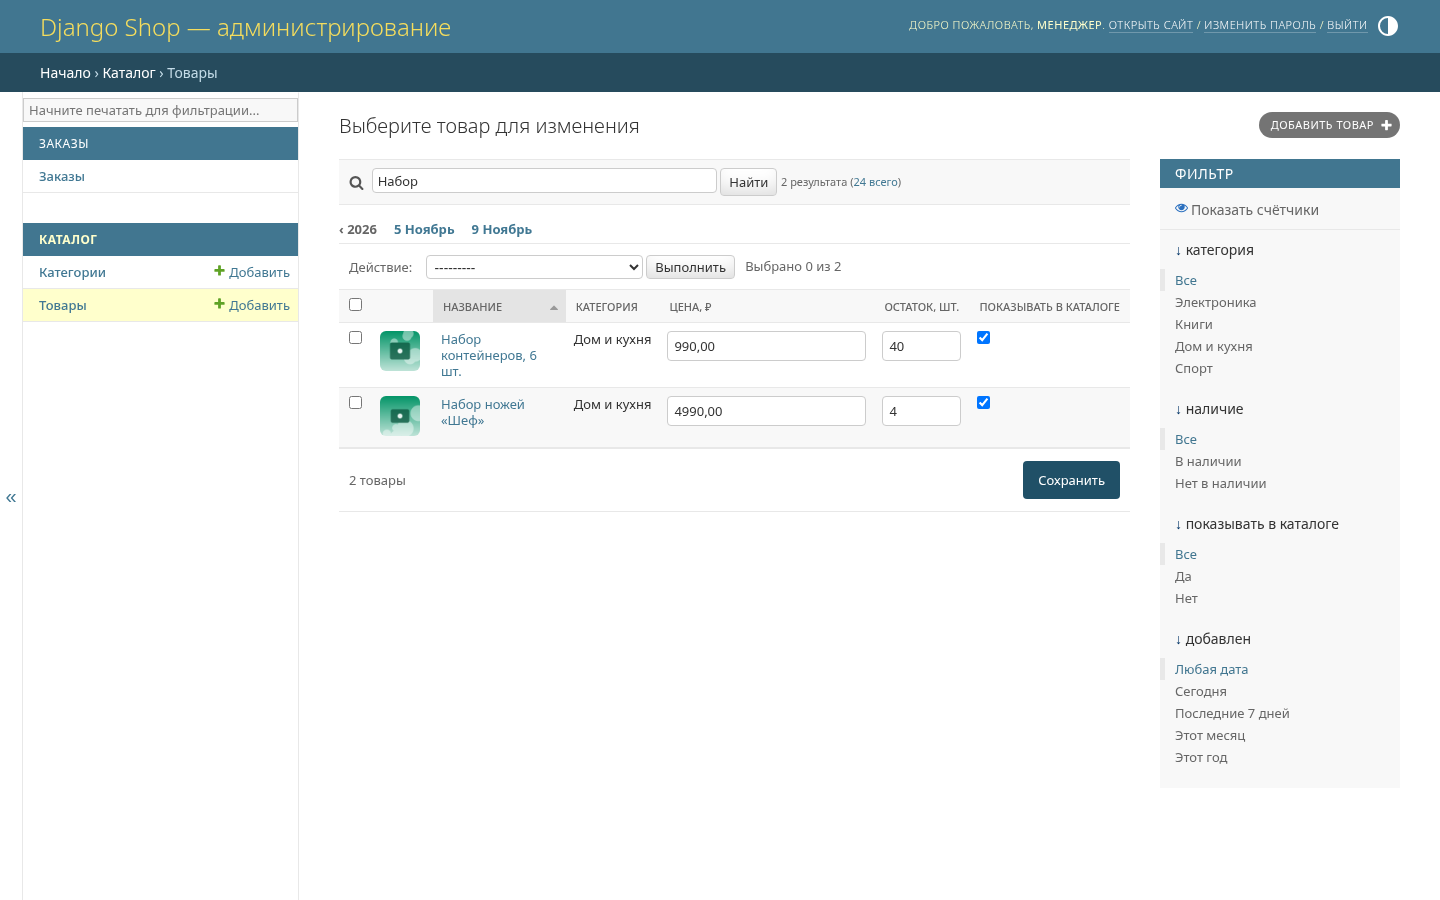 Django Shop — администрирование
ДОБРО ПОЖАЛОВАТЬ, МЕНЕДЖЕР. ОТКРЫТЬ САЙТ / ИЗМЕНИТЬ ПАРОЛЬ / ВЫЙТИ
Начало › Каталог › Товары
Начните печатать для фильтрации...
ЗАКАЗЫ
Заказы
КАТАЛОГ
Категории Добавить
Товары Добавить
«
Выберите товар для изменения
ДОБАВИТЬ ТОВАР
Набор Найти 2 результата (24 всего)
‹ 2026 5 Ноябрь 9 Ноябрь
Действие: --------- Выполнить Выбрано 0 из 2
НАЗВАНИЕ КАТЕГОРИЯ ЦЕНА, ₽ ОСТАТОК, ШТ. ПОКАЗЫВАТЬ В КАТАЛОГЕ
Набор контейнеров, 6 шт. Дом и кухня 990,00 40
Набор ножей «Шеф» Дом и кухня 4990,00 4
2 товары Сохранить
ФИЛЬТР
Показать счётчики
↓ категория
Все
Электроника
Книги
Дом и кухня
Спорт
↓ наличие
Все
В наличии
Нет в наличии
↓ показывать в каталоге
Все
Да
Нет
↓ добавлен
Любая дата
Сегодня
Последние 7 дней
Этот месяц
Этот год